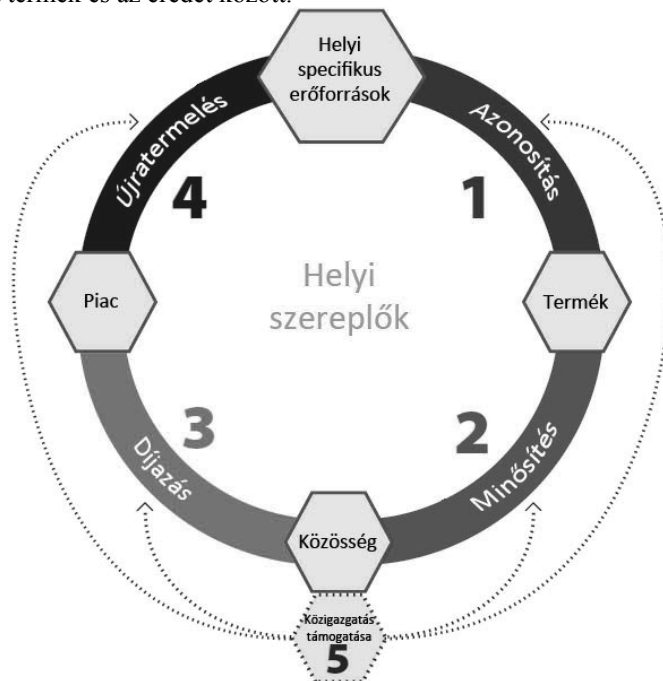 termék és az eredet között.
Helyi
specifikus
erőforrások
Újratermelés
Azonosítás
4
1
Piac
Helyi
szereplők
Termék
3
2
Díjazás
Minősítés
Közösség
Közigazgatás
támogatása
5